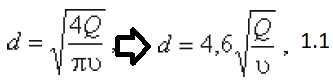 d = √(4Q/πυ), d = 4,6√(Q/υ), 1.1